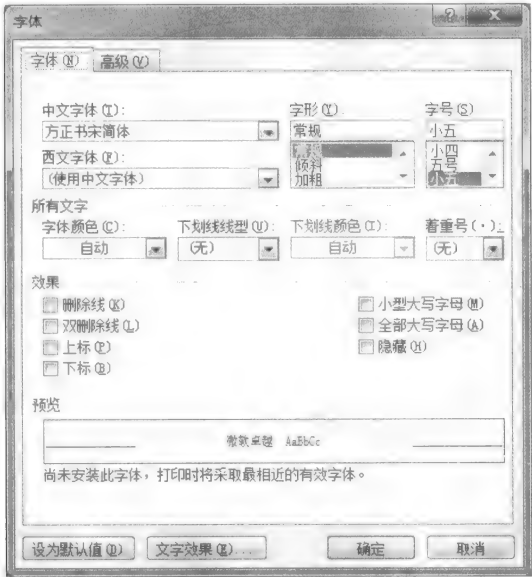 字体
字体(N) 高级(V)
中文字体(T): 字形(Y) 字号(S)
方正书宋简体 常规 小五
小四
西文字体(F): 倾斜 五号
(使用中文字体) 加粗 小五
所有文字
字体颜色(C): 下划线线型(U): 下划线颜色(I): 着重号(·):
自动 (无) 自动 (无)
效果
删除线(K) 小型大写字母(M)
双删除线(L) 全部大写字母(A)
上标(P) 隐藏(H)
下标(B)
预览
微软卓越 AaBbCc
尚未安装此字体，打印时将采取最相近的有效字体。
设为默认值(D) 文字效果(E)... 确定 取消